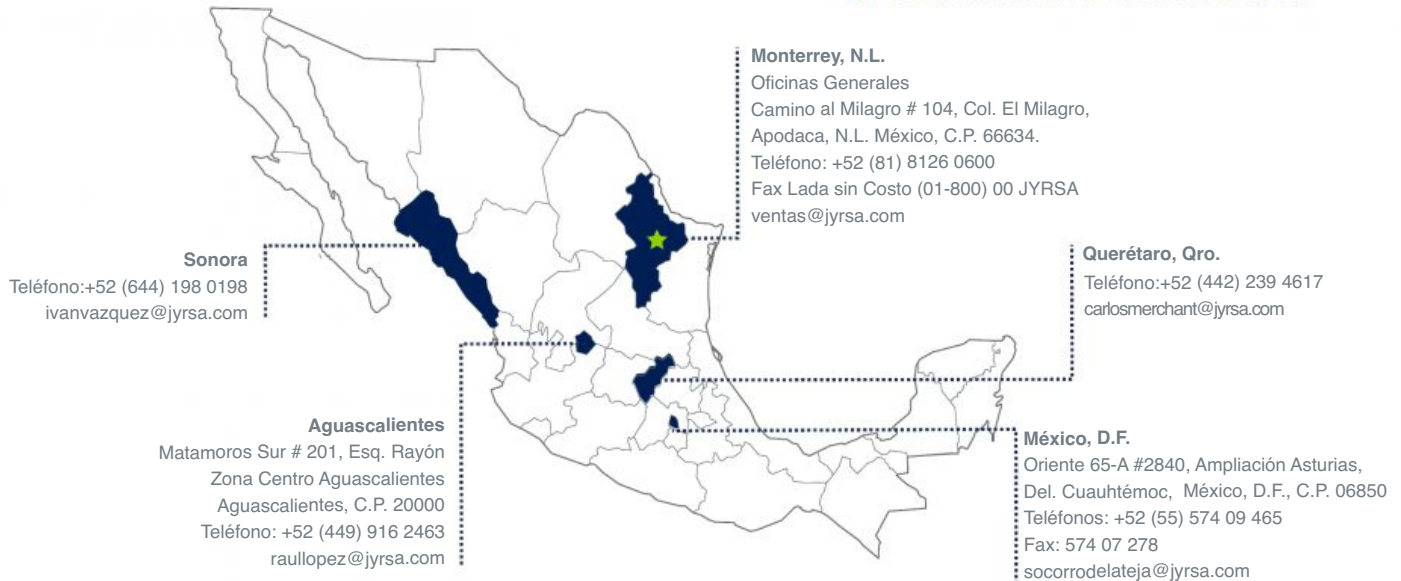 Monterrey, N.L.
Oficinas Generales
Camino al Milagro # 104, Col. El Milagro,
Apodaca, N.L. México, C.P. 66634.
Teléfono: +52 (81) 8126 0600
Fax Lada sin Costo (01-800) 00 JYRSA
ventas@jyrsa.com
Sonora
Teléfono:+52 (644) 198 0198
ivanvazquez@jyrsa.com
Querétaro, Qro.
Teléfono:+52 (442) 239 4617
carlosmerchant@jyrsa.com
Aguascalientes
Matamoros Sur # 201, Esq. Rayón
Zona Centro Aguascalientes
Aguascalientes, C.P. 20000
Teléfono: +52 (449) 916 2463
raullopez@jyrsa.com
México, D.F.
Oriente 65-A #2840, Ampliación Asturias,
Del. Cuauhtémoc, México, D.F., C.P. 06850
Teléfonos: +52 (55) 574 09 465
Fax: 574 07 278
socorrodelateja@jyrsa.com